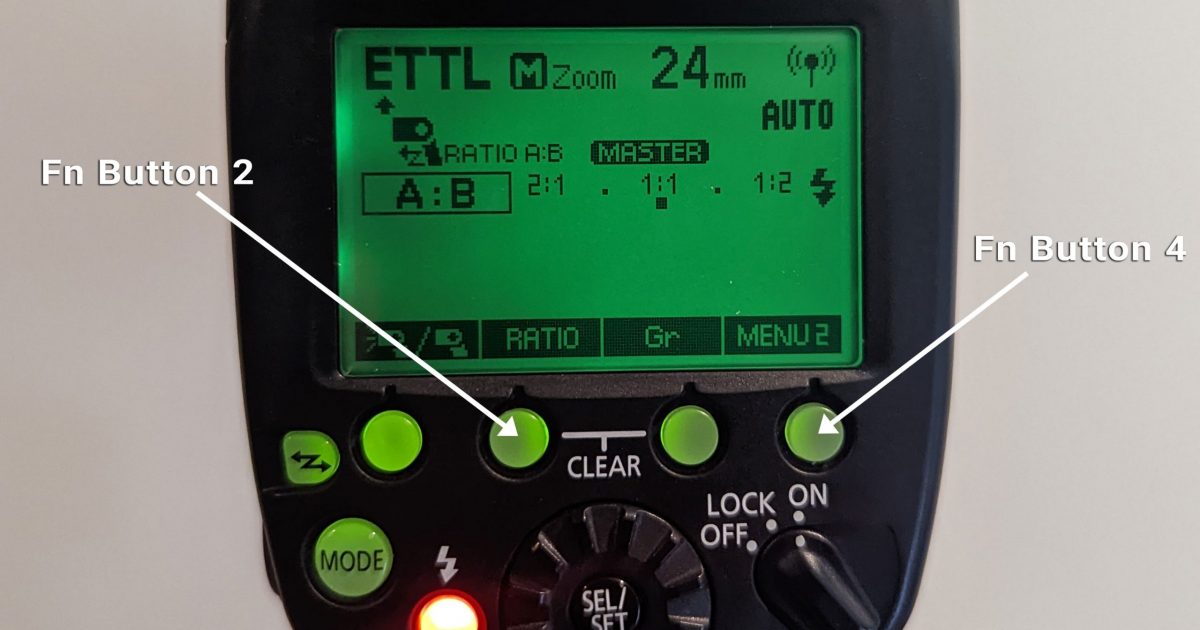 ETTL M Zoom 24mm
AUTO
RATIO A:B MASTER
Fn Button 2
A:B 2:1 . 1:1 . 1:2
Fn Button 4
RATIO Gr MENU 2
CLEAR
LOCK ON
OFF
MODE
SEL/
SET